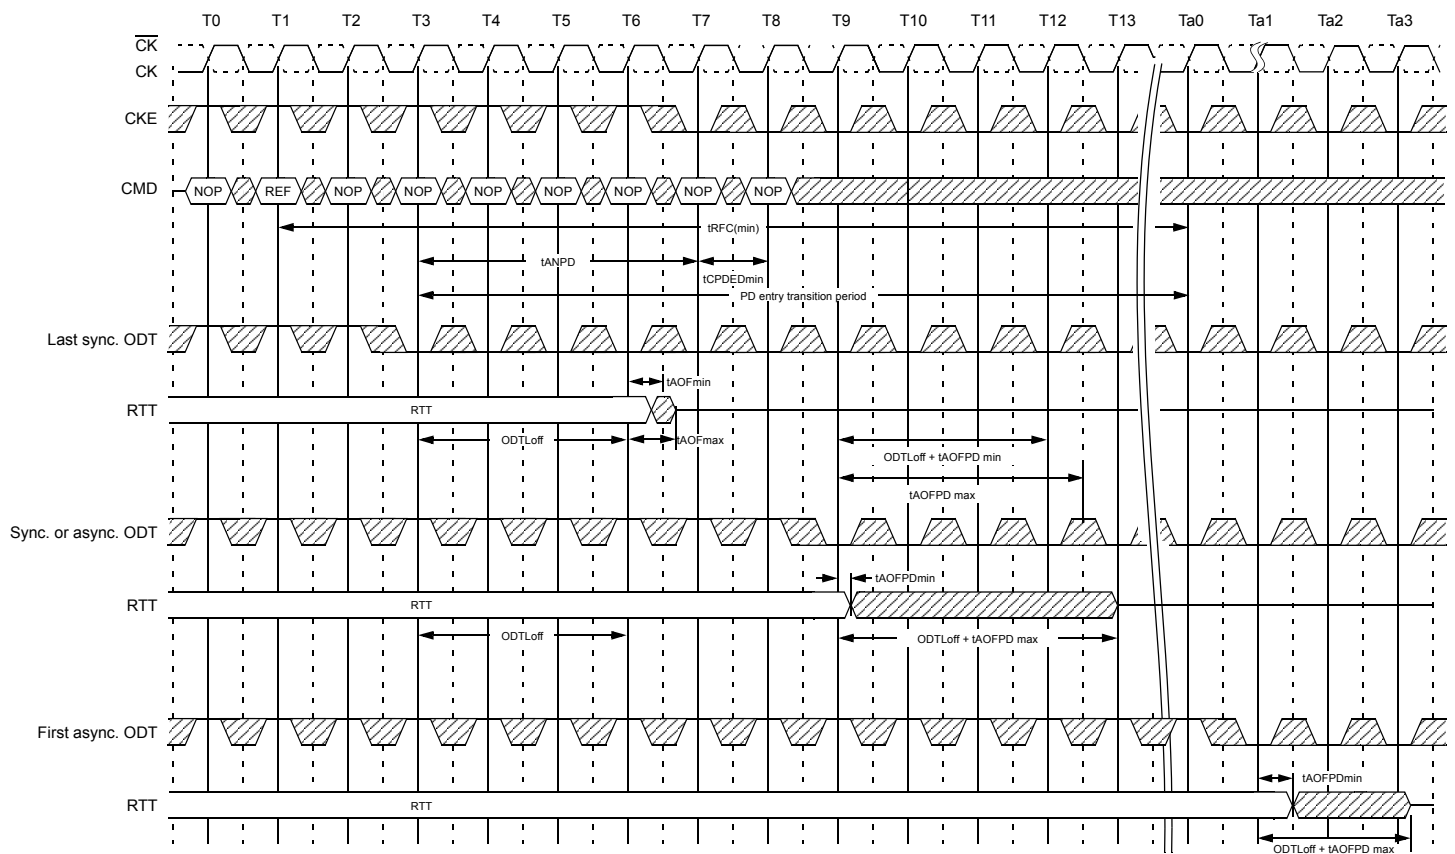 T0 T1 T2 T3 T4 T5 T6 T7 T8 T9 T10 T11 T12 T13 Ta0 Ta1 Ta2 Ta3
CK
CK
CKE
CMD NOP REF NOP NOP NOP NOP NOP NOP NOP
tRFC(min)
tANPD
tCPDEDmin
PD entry transition period
Last sync. ODT
tAOFmin
RTT RTT
ODTLoff tAOFmax
ODTLoff + tAOFPD min
tAOFPD max
Sync. or async. ODT
tAOFPDmin
RTT RTT
ODTLoff ODTLoff + tAOFPD max
First async. ODT
tAOFPDmin
RTT RTT
ODTLoff + tAOFPD max